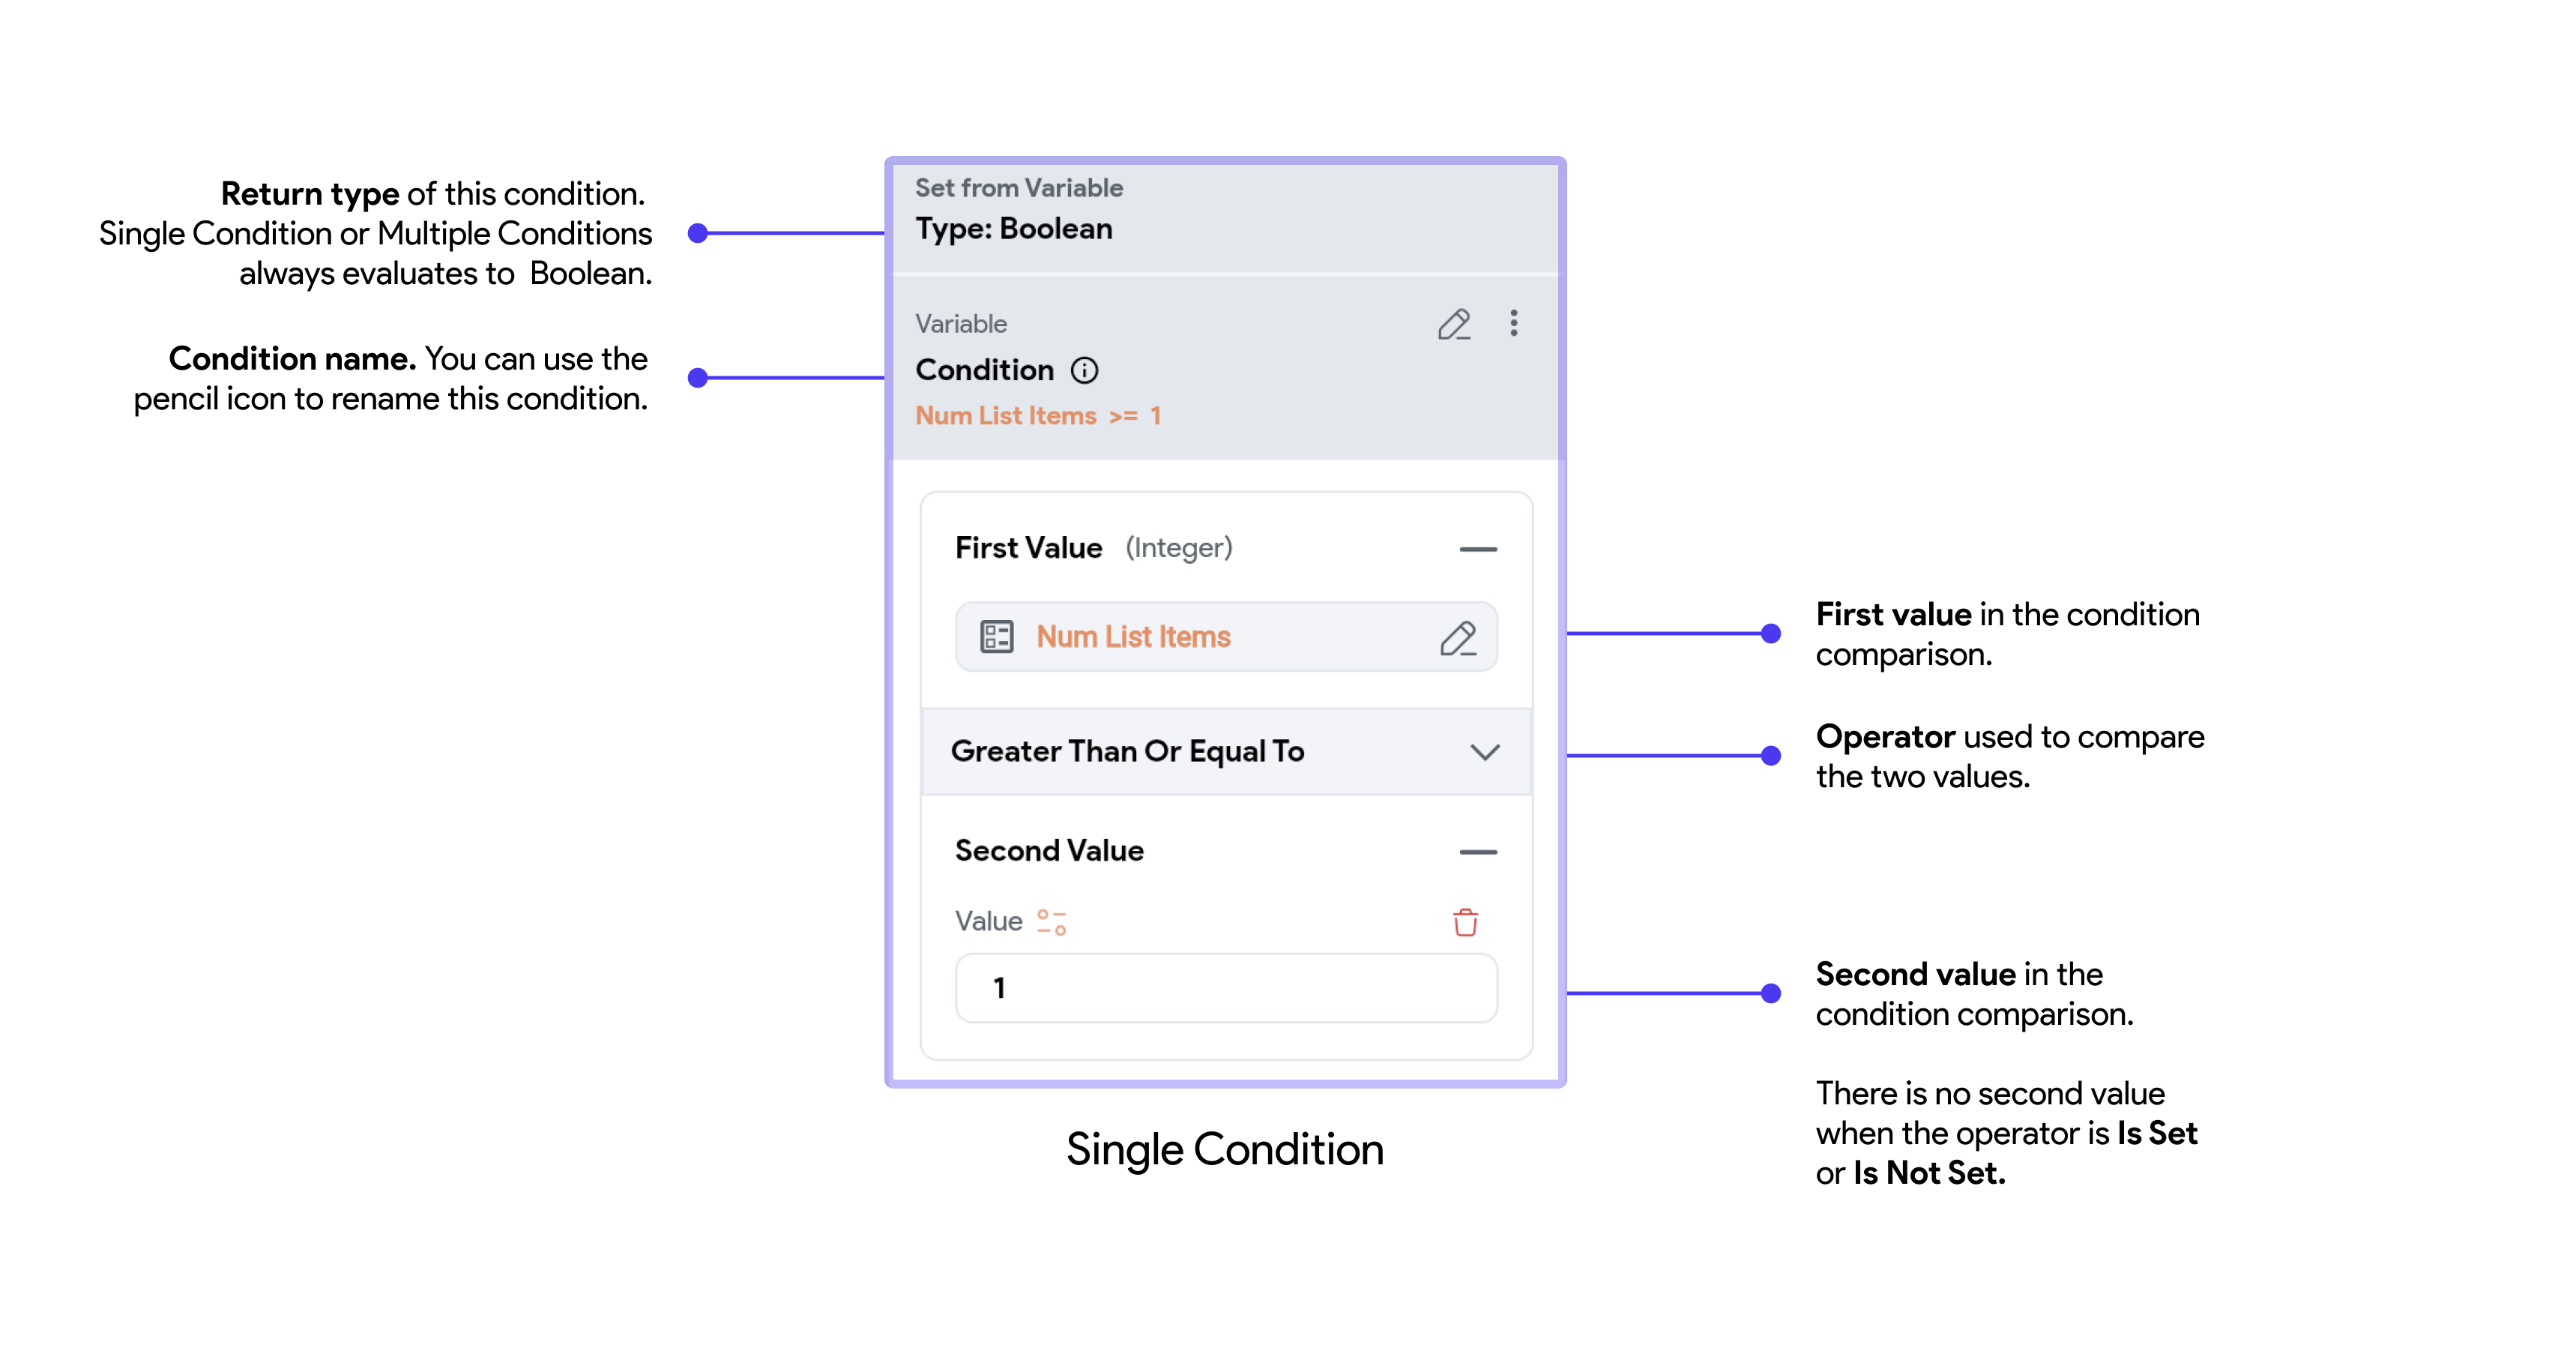 Return type of this condition.
Single Condition or Multiple Conditions
always evaluates to Boolean.
Condition name. You can use the
pencil icon to rename this condition.
Set from Variable
Type: Boolean
Variable
Condition
Num List Items >= 1
First Value (Integer)
Num List Items
Greater Than Or Equal To
Second Value
Value
1
Single Condition
First value in the condition
comparison.
Operator used to compare
the two values.
Second value in the
condition comparison.
There is no second value
when the operator is Is Set
or Is Not Set.